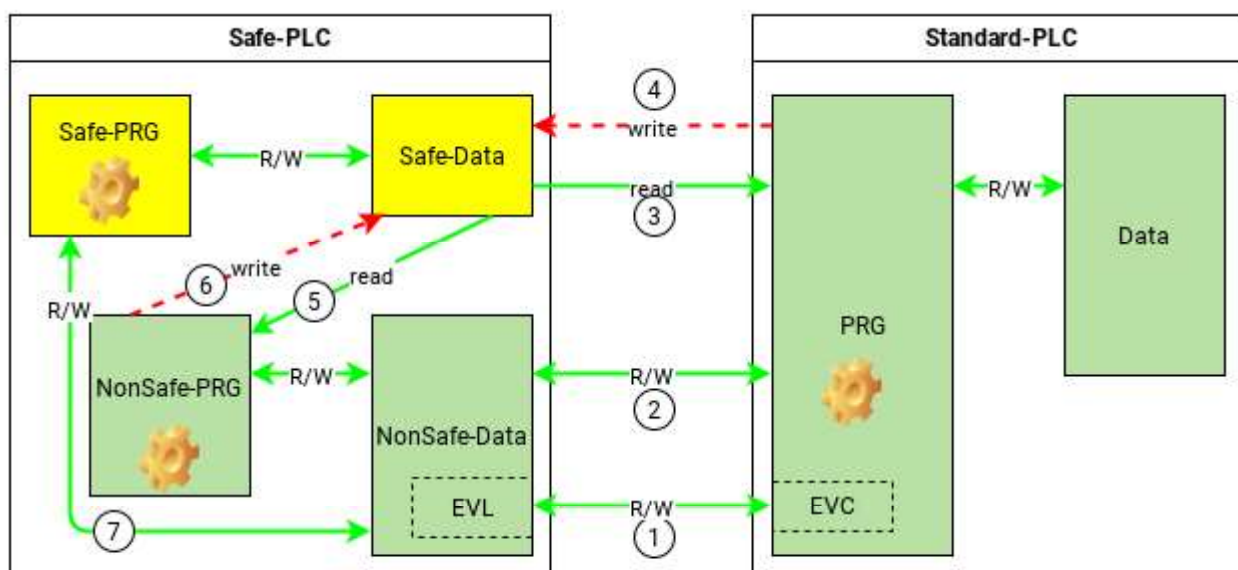 Safe-PLC
Standard-PLC
4
write
Safe-PRG
R/W
Safe-Data
read
3
R/W
Data
write
6
read
5
R/W
PRG
NonSafe-PRG
R/W
R/W
2
NonSafe-Data
EVL
R/W
EVC
7
1